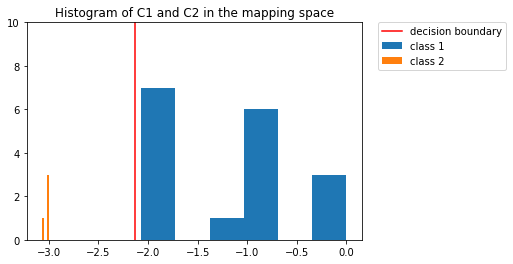 Histogram of C1 and C2 in the mapping space
10
8
6
4
2
0
−3.0 −2.5 −2.0 −1.5 −1.0 −0.5 0.0
decision boundary
class 1
class 2